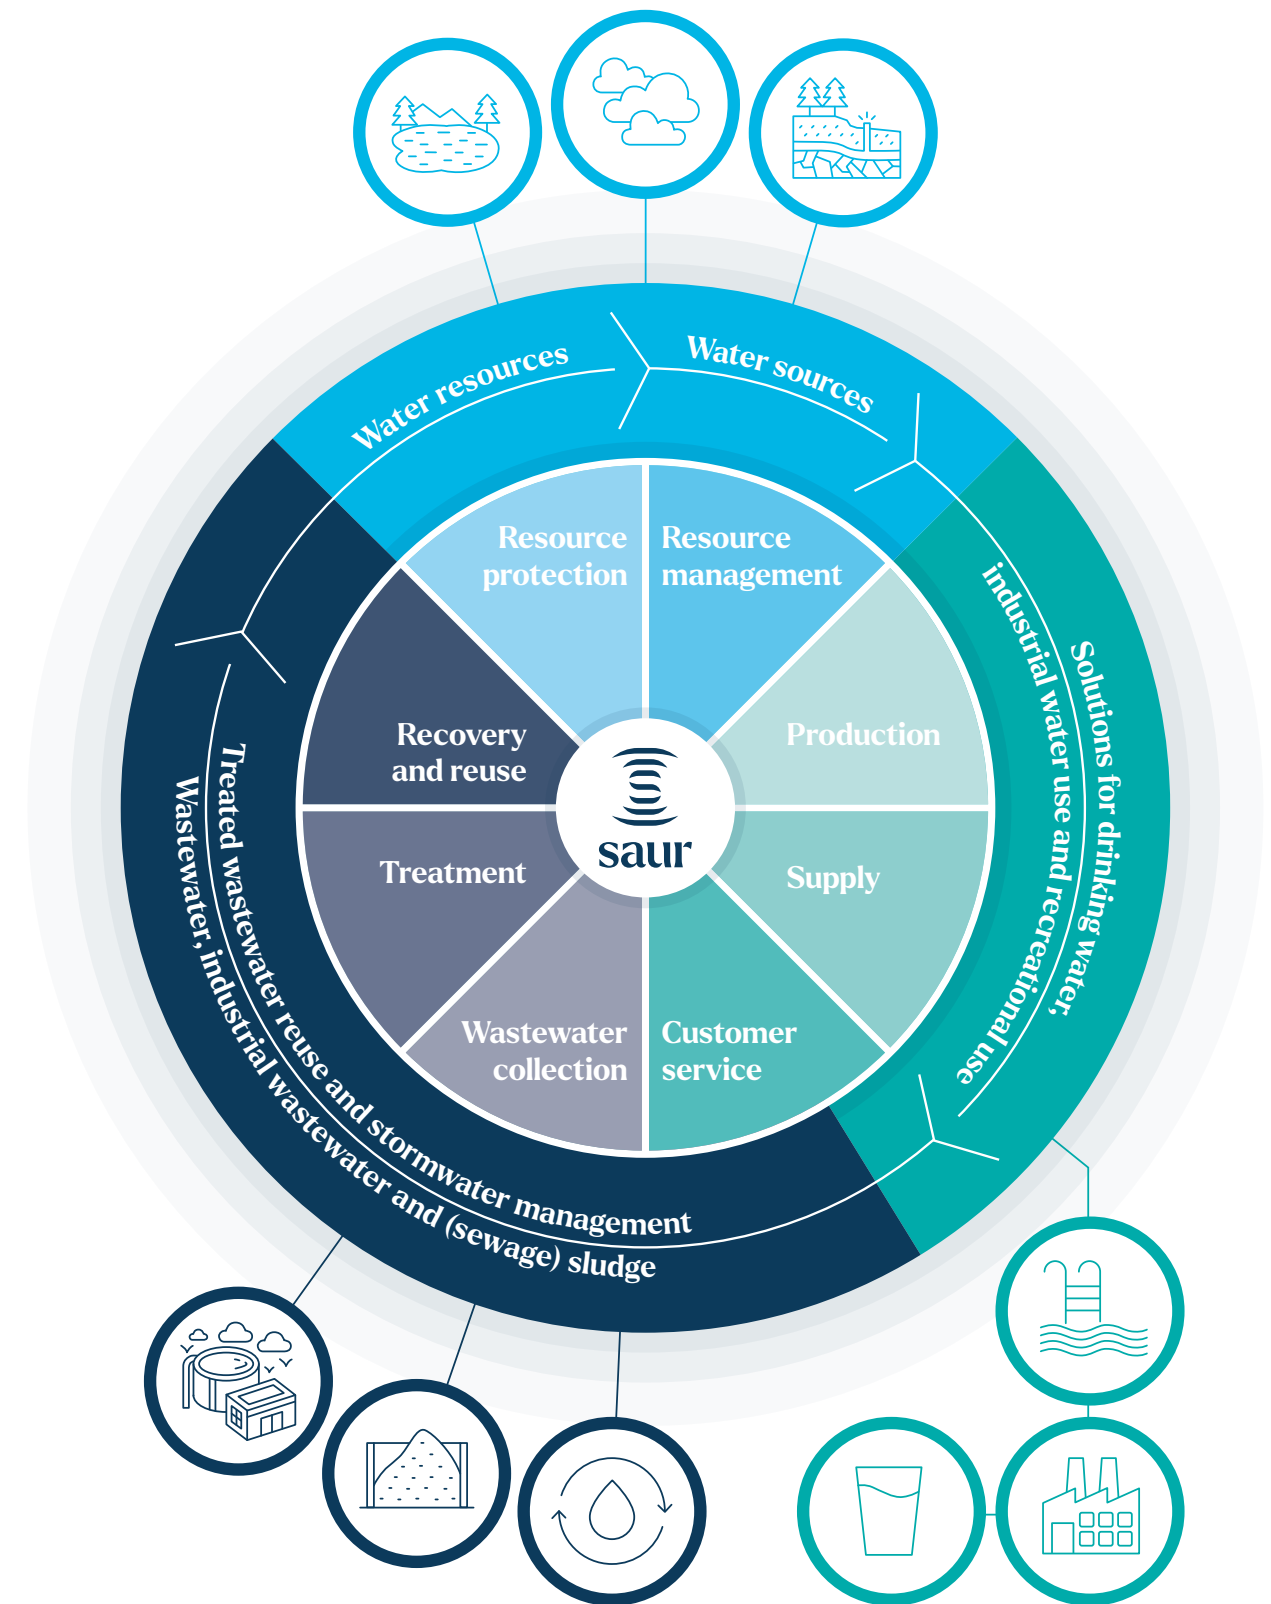 Water resources
Water sources
Solutions for drinking water,
industrial water use and recreational use
Treated wastewater reuse and stormwater management
Wastewater, industrial wastewater and (sewage) sludge
Resource
protection
Resource
management
Production
Supply
Customer
service
Wastewater
collection
Treatment
Recovery
and reuse
saur